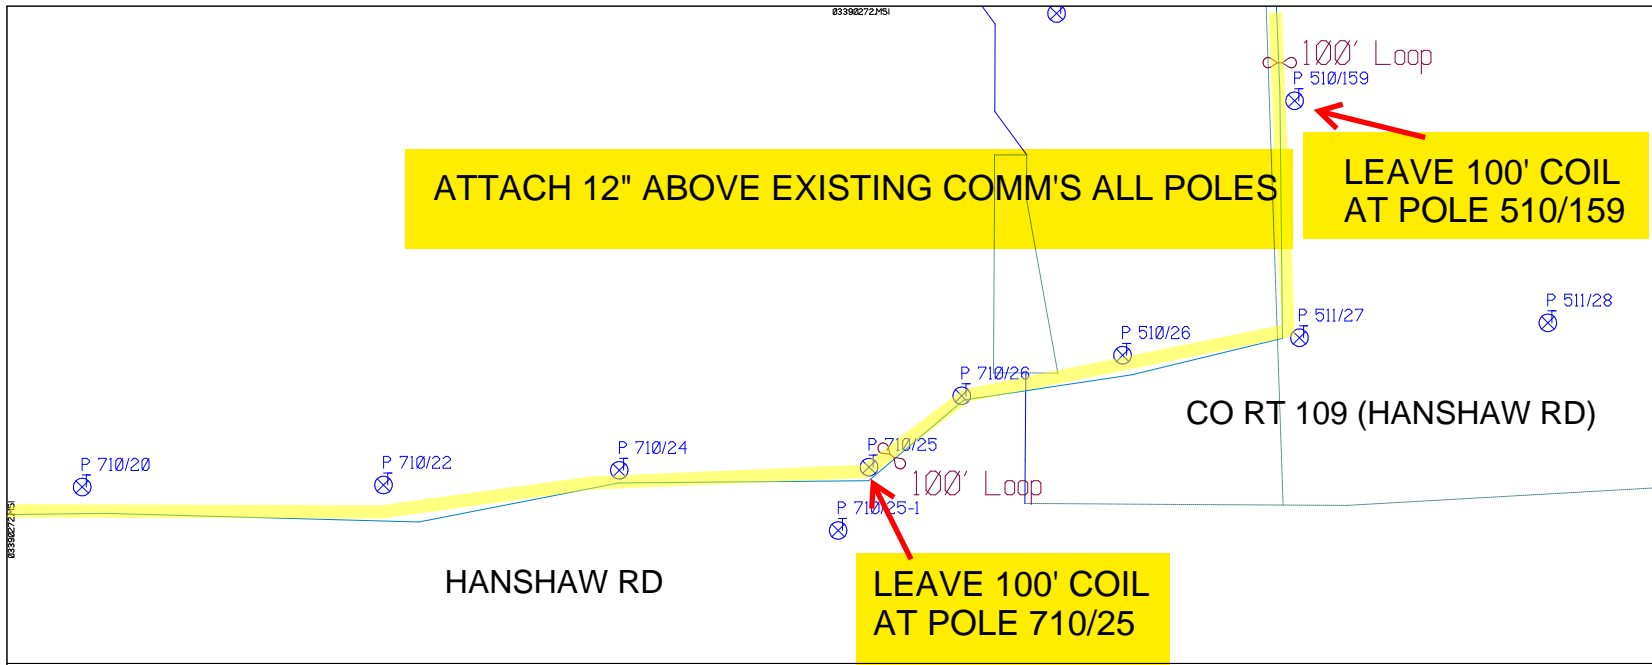 03390272.MSI
100' Loop
P 510/159
LEAVE 100' COIL
AT POLE 510/159
ATTACH 12" ABOVE EXISTING COMM'S ALL POLES
P 511/28
P 511/27
P 510/26
P 710/26
CO RT 109 (HANSHAW RD)
P 710/25
P 710/24
P 710/22
P 710/20
100' Loop
P 710/25-1
03390272.MSI
HANSHAW RD
LEAVE 100' COIL
AT POLE 710/25